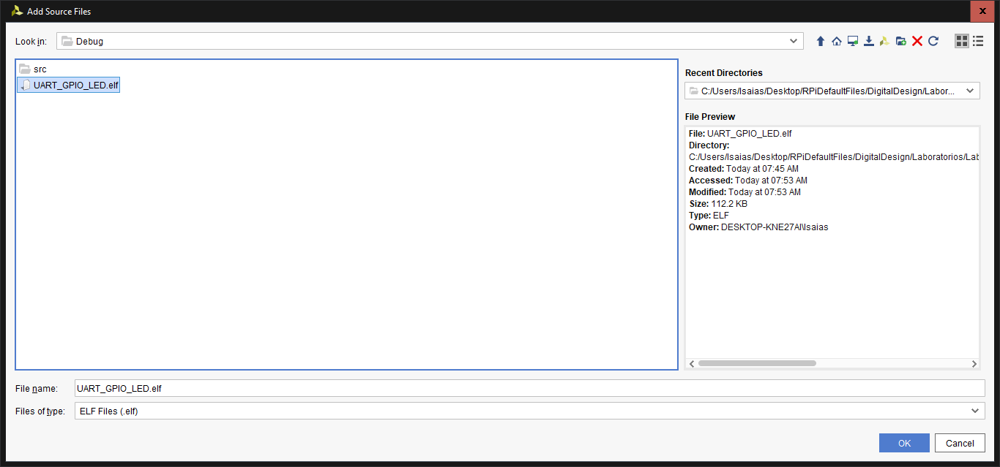 Add Source Files
Look in: Debug
src
UART_GPIO_LED.elf
Recent Directories
C:/Users/Isaias/Desktop/RPiDefaultFiles/DigitalDesign/Labor...
File Preview
File: UART_GPIO_LED.elf
Directory:
C:/Users/Isaias/Desktop/RPiDefaultFiles/DigitalDesign/Laboratorios/Lab
Created: Today at 07:45 AM
Accessed: Today at 07:53 AM
Modified: Today at 07:53 AM
Size: 112.2 KB
Type: ELF
Owner: DESKTOP-KNE27AI\Isaias
File name: UART_GPIO_LED.elf
Files of type: ELF Files (.elf)
OK Cancel